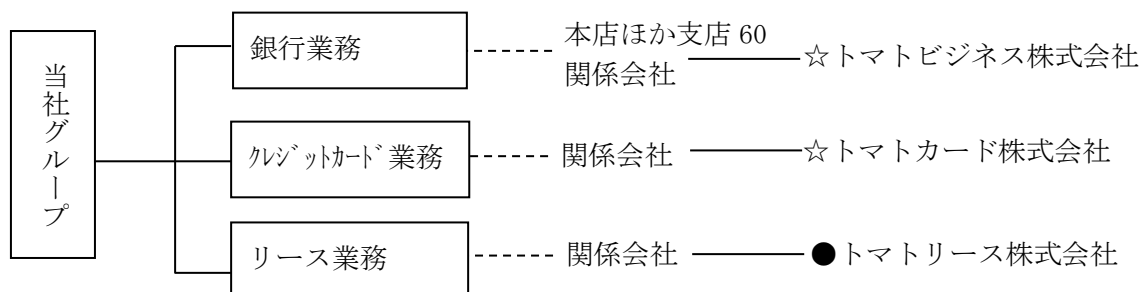 当社グループ
銀行業務
本店ほか支店 60
関係会社
☆トマトビジネス株式会社
ｸﾚｼﾞｯﾄｶｰﾄﾞ業務
関係会社
☆トマトカード株式会社
リース業務
関係会社
●トマトリース株式会社